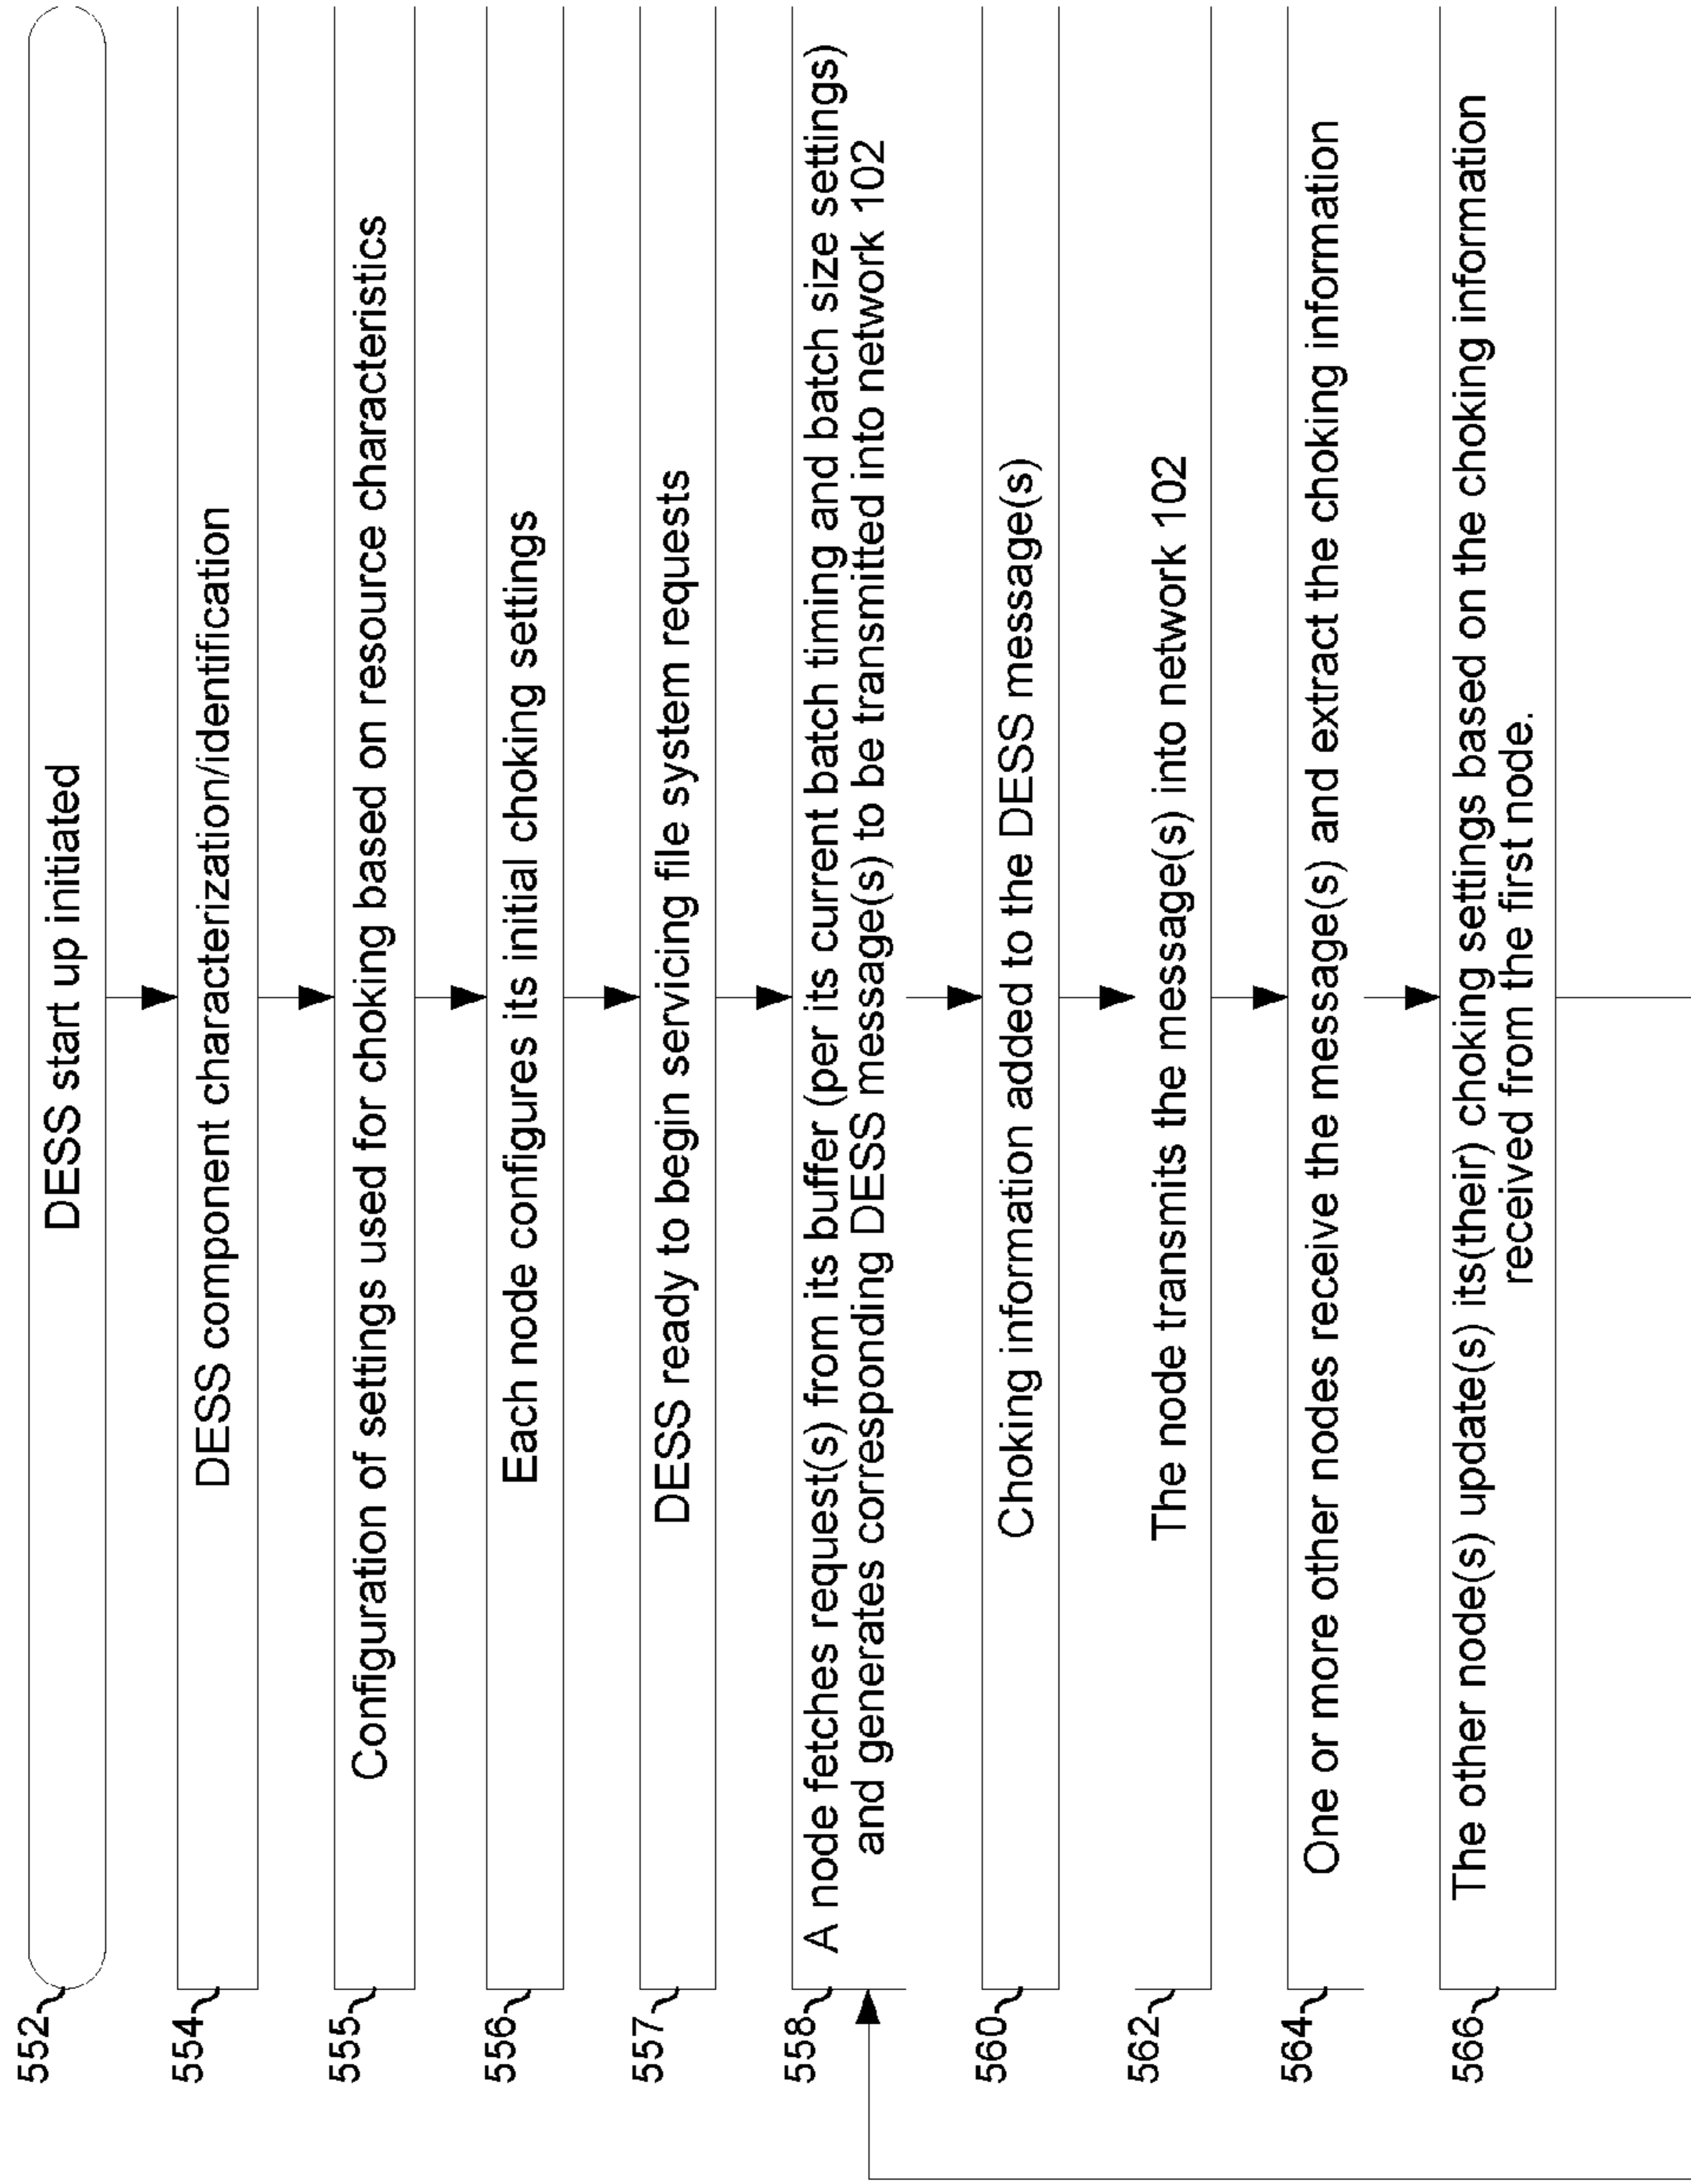 552
DESS start up initiated
554
DESS component characterization/identification
555
Configuration of settings used for choking based on resource characteristics
556
Each node configures its initial choking settings
557
DESS ready to begin servicing file system requests
558
A node fetches request(s) from its buffer (per its current batch timing and batch size settings)
and generates corresponding DESS message(s) to be transmitted into network 102
560
Choking information added to the DESS message(s)
562
The node transmits the message(s) into network 102
564
One or more other nodes receive the message(s) and extract the choking information
566
The other node(s) update(s) its(their) choking settings based on the choking information
received from the first node.